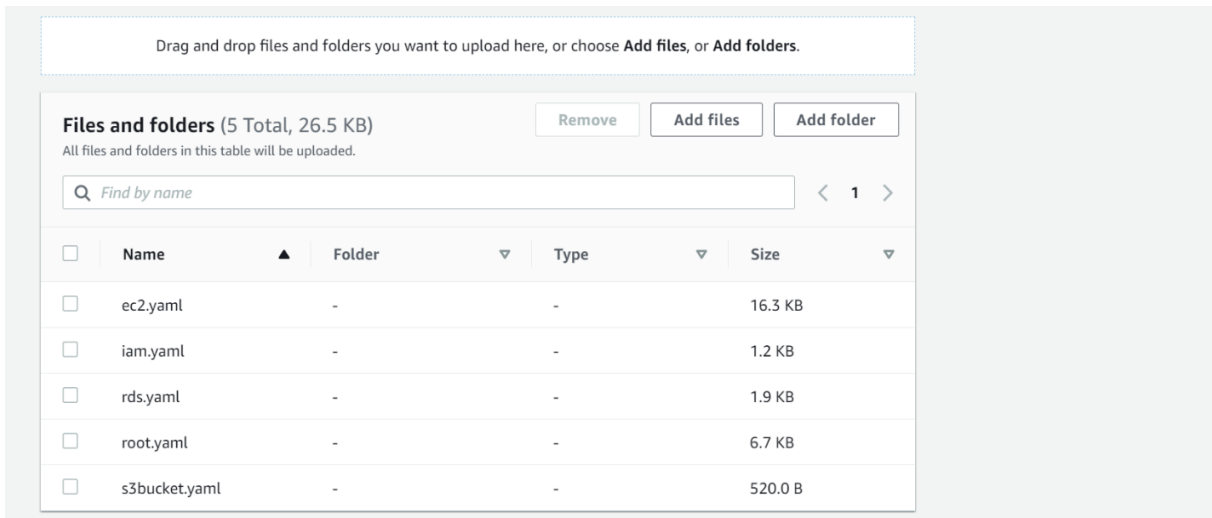 Drag and drop files and folders you want to upload here, or choose Add files, or Add folders.
Files and folders (5 Total, 26.5 KB)
Remove
Add files
Add folder
All files and folders in this table will be uploaded.
Find by name
1
Name Folder Type Size
ec2.yaml - - 16.3 KB
iam.yaml - - 1.2 KB
rds.yaml - - 1.9 KB
root.yaml - - 6.7 KB
s3bucket.yaml - - 520.0 B